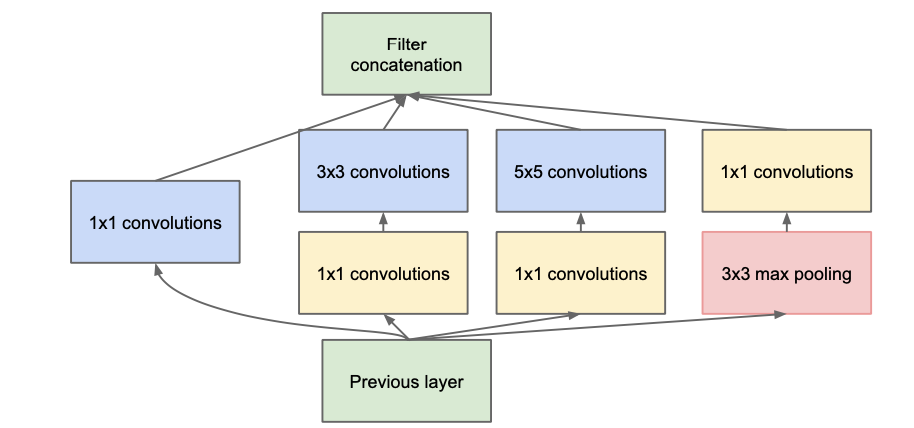 Filter
concatenation
3x3 convolutions
5x5 convolutions
1x1 convolutions
1x1 convolutions
1x1 convolutions
1x1 convolutions
3x3 max pooling
Previous layer